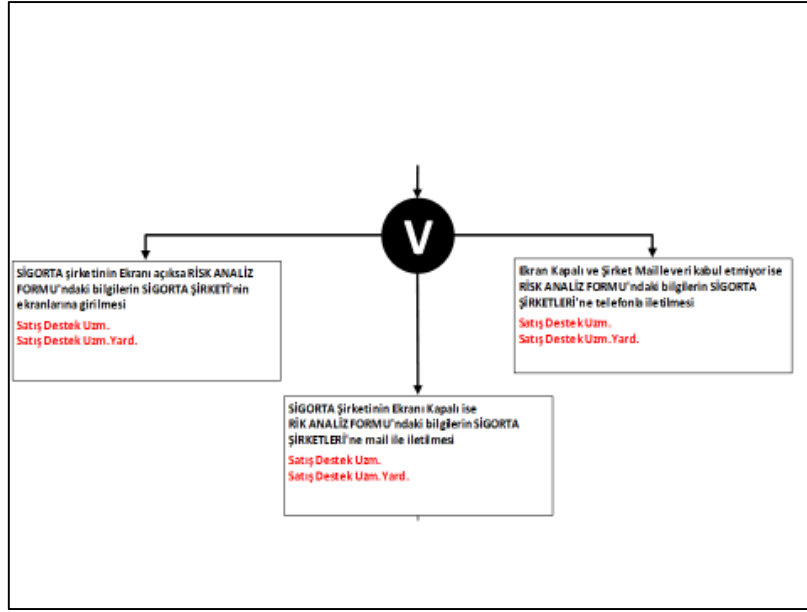 V
SİGORTA şirketinin Ekranı açıksa RİSK ANALİZ
FORMU'ndaki bilgilerin SİGORTA ŞİRKETİ'nin
ekranlarına girilmesi
Satış Destek Uzm.
Satış Destek Uzm.Yard.
Ekran Kapalı ve Şirket Maille veri kabul etmiyor ise
RİSK ANALİZ FORMU'ndaki bilgilerin SİGORTA
ŞİRKETLERİ'ne telefonla iletilmesi
Satış Destek Uzm.
Satış Destek Uzm.Yard.
SİGORTA Şirketinin Ekranı Kapalı ise
RİK ANALİZ FORMU'ndaki bilgilerin SİGORTA
ŞİRKETLERİ'ne mail ile iletilmesi
Satış Destek Uzm.
Satış Destek Uzm.Yard.